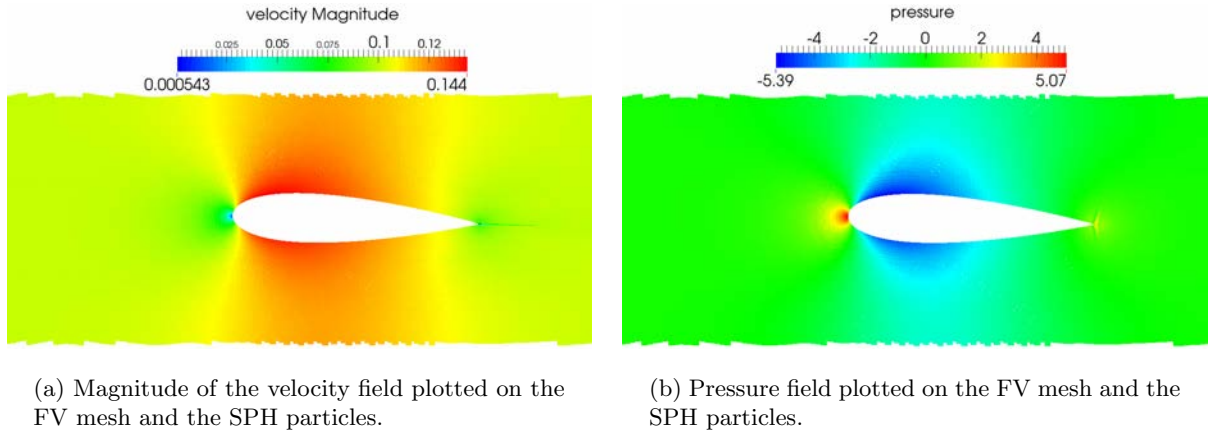 velocity Magnitude
0.025 0.05 0.075 0.1 0.12
0.000543 0.144
pressure
-4 -2 0 2 4
-5.39 5.07
(a) Magnitude of the velocity field plotted on the
FV mesh and the SPH particles.
(b) Pressure field plotted on the FV mesh and the
SPH particles.